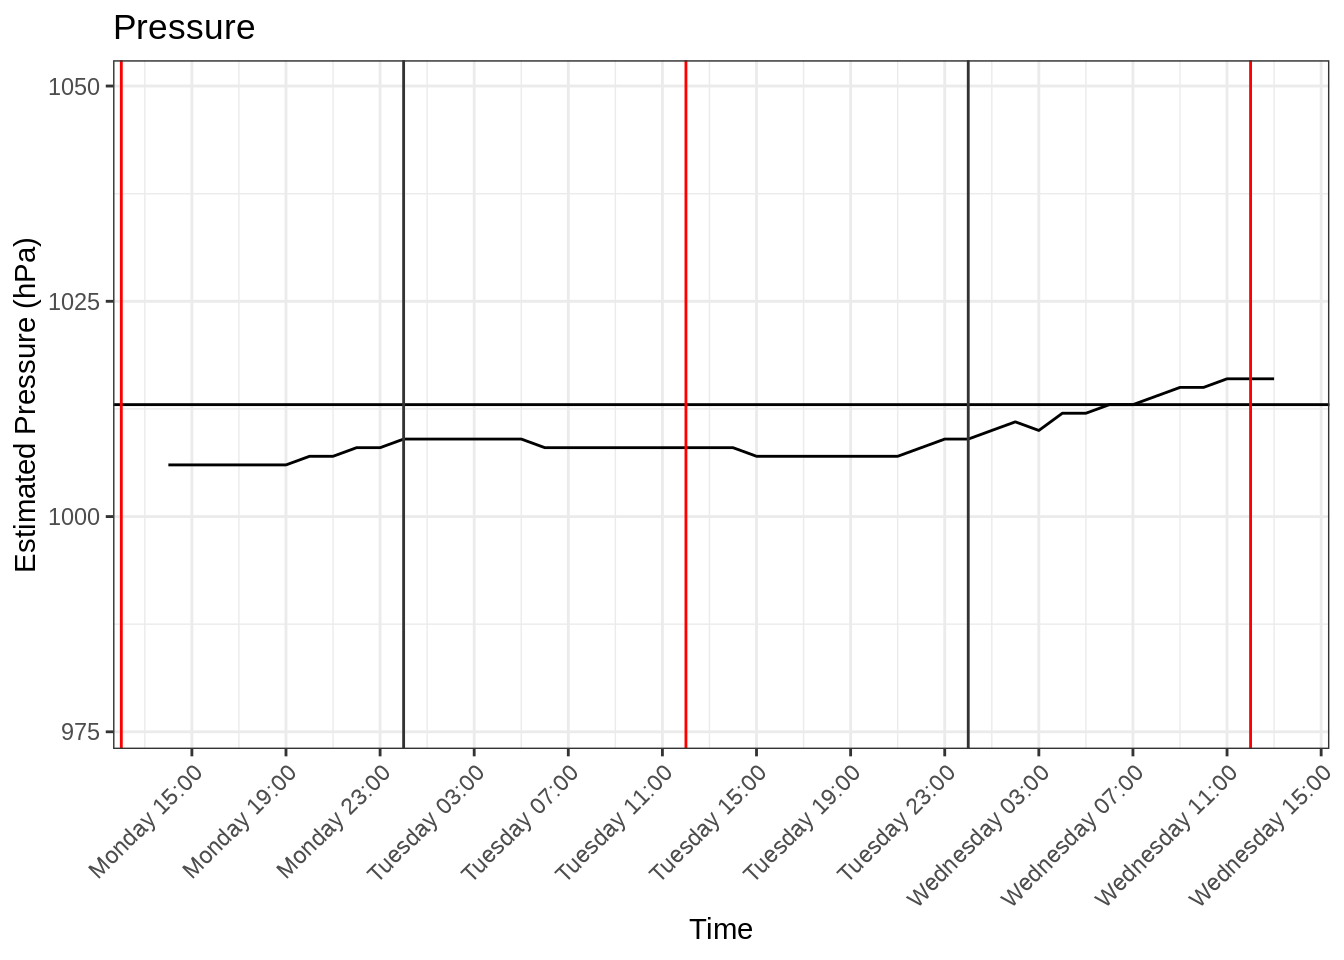 Pressure
Estimated Pressure (hPa)
1050
1025
1000
975
Monday 15:00
Monday 19:00
Monday 23:00
Tuesday 03:00
Tuesday 07:00
Tuesday 11:00
Tuesday 15:00
Tuesday 19:00
Tuesday 23:00
Wednesday 03:00
Wednesday 07:00
Wednesday 11:00
Wednesday 15:00
Time